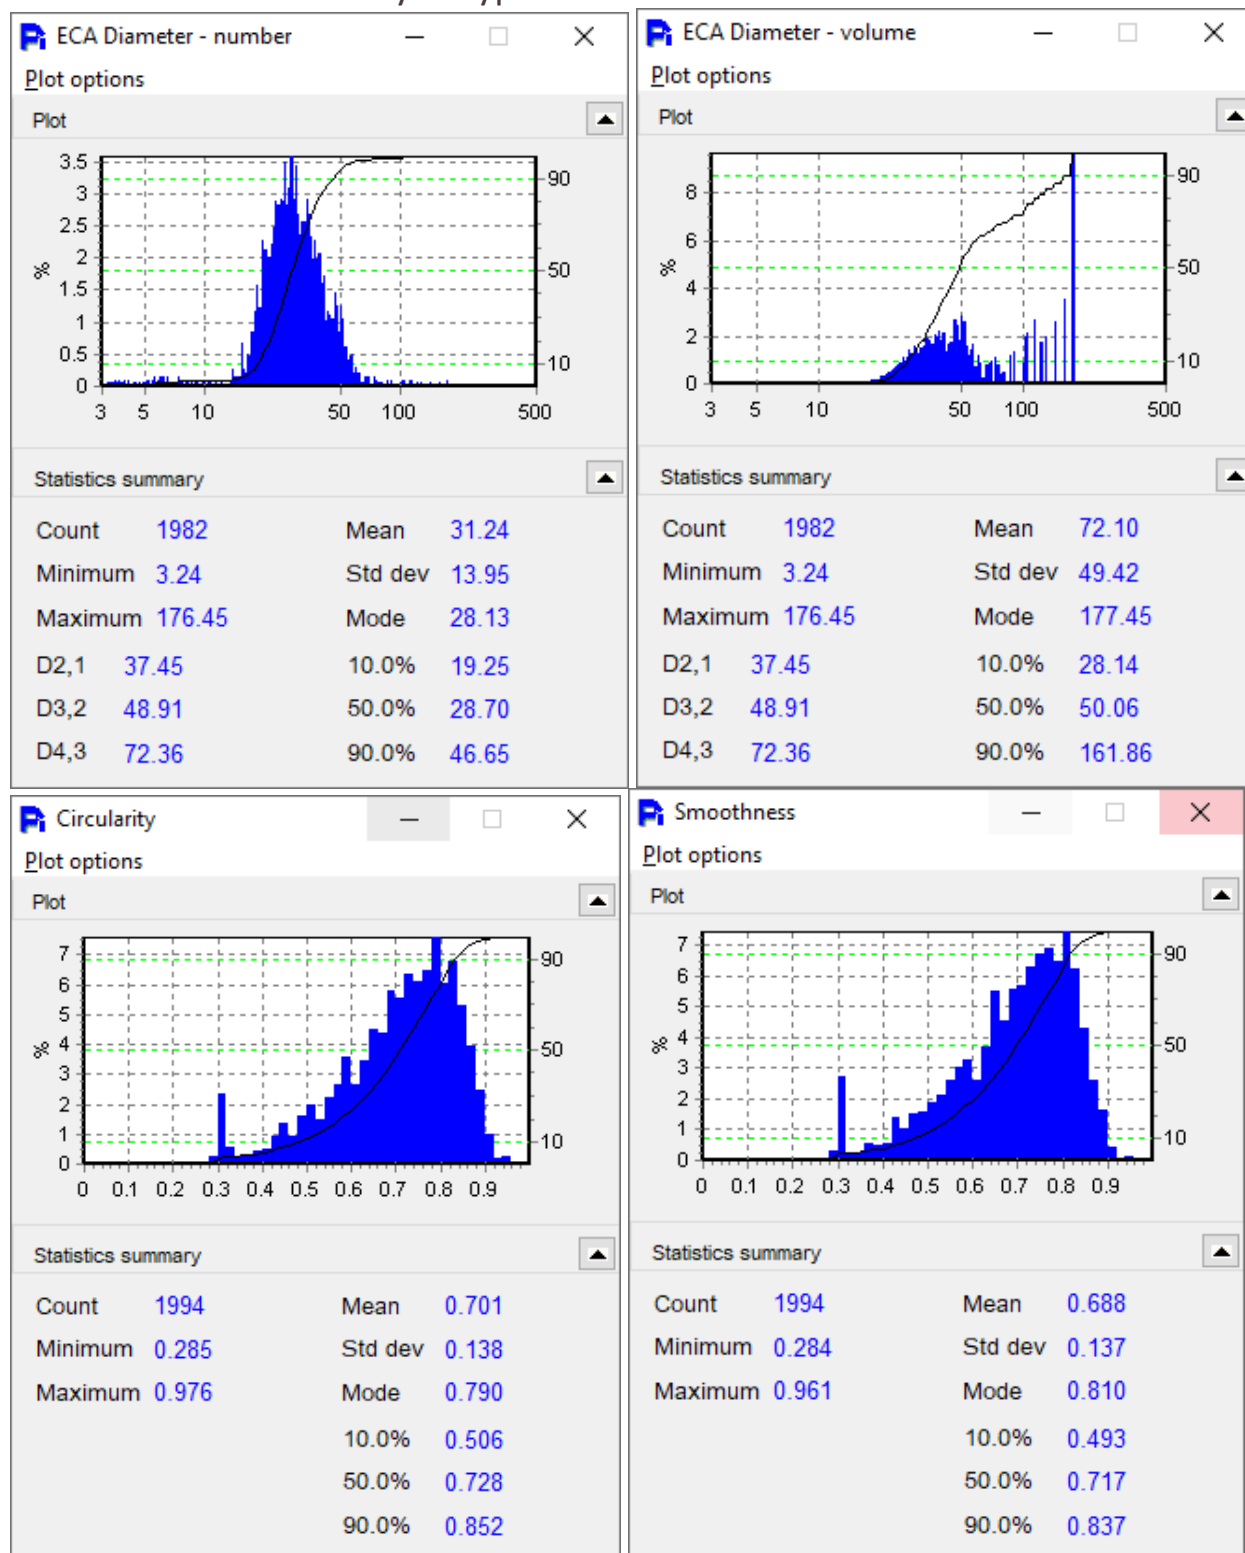 ECA Diameter - number
Plot options
Plot
3.5
3
2.5
2
1.5
1
0.5
0
%
90
50
10
3 5 10 50 100 500
Statistics summary
Count 1982 Mean 31.24
Minimum 3.24 Std dev 13.95
Maximum 176.45 Mode 28.13
D2,1 37.45 10.0% 19.25
D3,2 48.91 50.0% 28.70
D4,3 72.36 90.0% 46.65
ECA Diameter - volume
Plot options
Plot
8
6
4
2
0
%
90
50
10
3 5 10 50 100 500
Statistics summary
Count 1982 Mean 72.10
Minimum 3.24 Std dev 49.42
Maximum 176.45 Mode 177.45
D2,1 37.45 10.0% 28.14
D3,2 48.91 50.0% 50.06
D4,3 72.36 90.0% 161.86
Circularity
Plot options
Plot
7
6
5
4
3
2
1
0
%
90
50
10
0 0.1 0.2 0.3 0.4 0.5 0.6 0.7 0.8 0.9
Statistics summary
Count 1994 Mean 0.701
Minimum 0.285 Std dev 0.138
Maximum 0.976 Mode 0.790
10.0% 0.506
50.0% 0.728
90.0% 0.852
Smoothness
Plot options
Plot
7
6
5
4
3
2
1
0
%
90
50
10
0 0.1 0.2 0.3 0.4 0.5 0.6 0.7 0.8 0.9
Statistics summary
Count 1994 Mean 0.688
Minimum 0.284 Std dev 0.137
Maximum 0.961 Mode 0.810
10.0% 0.493
50.0% 0.717
90.0% 0.837